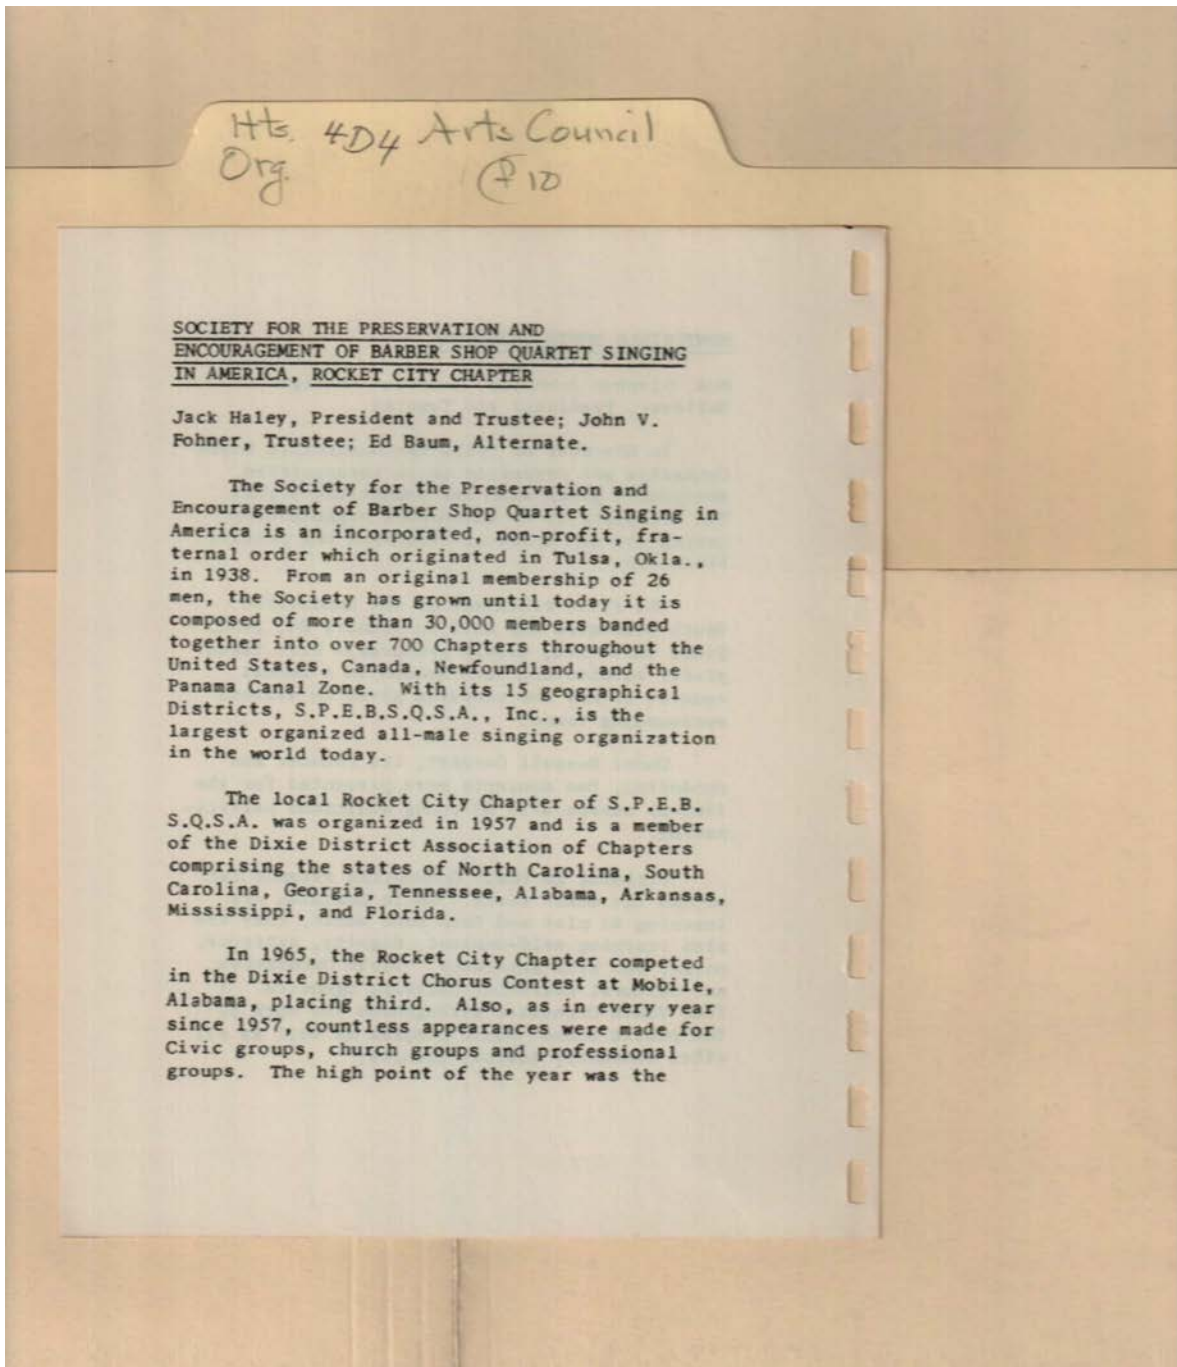 Hts. 4D4 Arts Council
Org. P 10
SOCIETY FOR THE PRESERVATION AND
ENCOURAGEMENT OF BARBER SHOP QUARTET SINGING
IN AMERICA, ROCKET CITY CHAPTER
Jack Haley, President and Trustee; John V.
Fohner, Trustee; Ed Baum, Alternate.
The Society for the Preservation and
Encouragement of Barber Shop Quartet Singing in
America is an incorporated, non-profit, fra-
ternal order which originated in Tulsa, Okla.,
in 1938. From an original membership of 26
men, the Society has grown until today it is
composed of more than 30,000 members banded
together into over 700 Chapters throughout the
United States, Canada, Newfoundland, and the
Panama Canal Zone. With its 15 geographical
Districts, S.P.E.B.S.Q.S.A., Inc., is the
largest organized all-male singing organization
in the world today.
The local Rocket City Chapter of S.P.E.B.
S.Q.S.A. was organized in 1957 and is a member
of the Dixie District Association of Chapters
comprising the states of North Carolina, South
Carolina, Georgia, Tennessee, Alabama, Arkansas,
Mississippi, and Florida.
In 1965, the Rocket City Chapter competed
in the Dixie District Chorus Contest at Mobile,
Alabama, placing third. Also, as in every year
since 1957, countless appearances were made for
Civic groups, church groups and professional
groups. The high point of the year was the